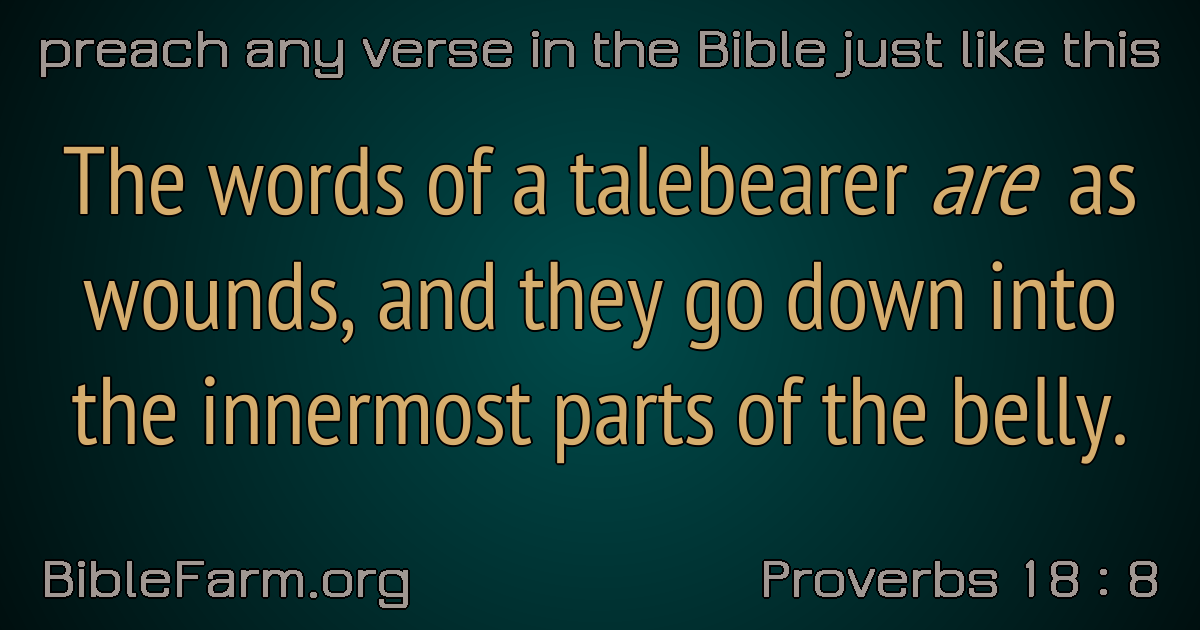 preach any verse in the Bible just like this
The words of a talebearer are as
wounds, and they go down into
the innermost parts of the belly.
BibleFarm.org
Proverbs 18 : 8